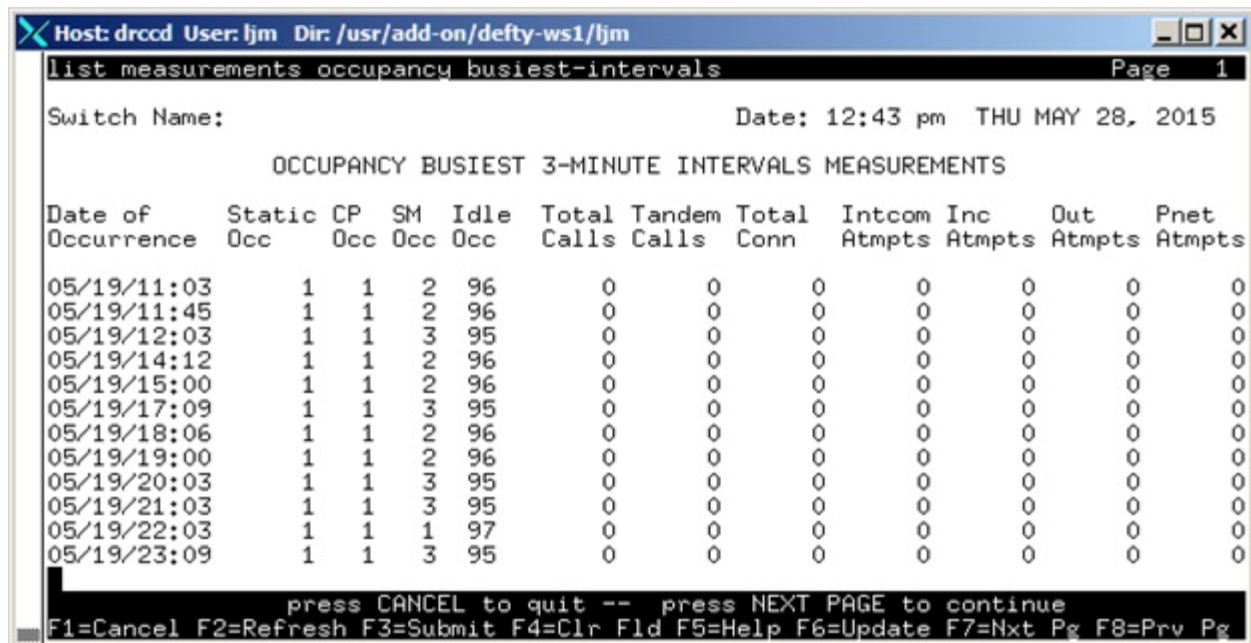 Host: drccd User: ljm Dir: /usr/add-on/defty-ws1/ljm
list measurements occupancy busiest-intervals Page 1
Switch Name: Date: 12:43 pm THU MAY 28, 2015
OCCUPANCY BUSIEST 3-MINUTE INTERVALS MEASUREMENTS
Date of Static CP SM Idle Total Tandem Total Intcom Inc Out Pnet
Occurrence Occ Occ Occ Occ Calls Calls Conn Atmpts Atmpts Atmpts Atmpts
05/19/11:03 1 1 2 96 0 0 0 0 0 0 0
05/19/11:45 1 1 2 96 0 0 0 0 0 0 0
05/19/12:03 1 1 3 95 0 0 0 0 0 0 0
05/19/14:12 1 1 2 96 0 0 0 0 0 0 0
05/19/15:00 1 1 2 96 0 0 0 0 0 0 0
05/19/17:09 1 1 3 95 0 0 0 0 0 0 0
05/19/18:06 1 1 2 96 0 0 0 0 0 0 0
05/19/19:00 1 1 2 96 0 0 0 0 0 0 0
05/19/20:03 1 1 3 95 0 0 0 0 0 0 0
05/19/21:03 1 1 3 95 0 0 0 0 0 0 0
05/19/22:03 1 1 1 97 0 0 0 0 0 0 0
05/19/23:09 1 1 3 95 0 0 0 0 0 0 0
press CANCEL to quit -- press NEXT PAGE to continue
F1=Cancel F2=Refresh F3=Submit F4=Clr Fld F5=Help F6=Update F7=Nxt Pg F8=Prv Pg